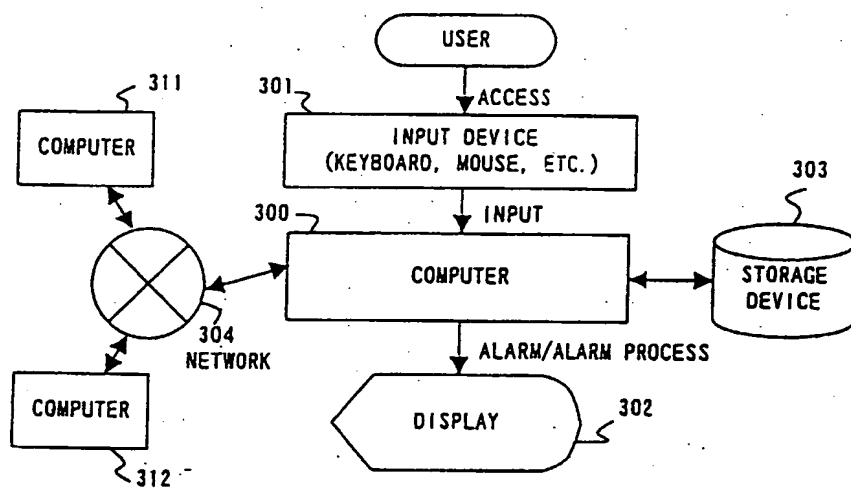 USER
311
301
ACCESS
COMPUTER
INPUT DEVICE
(KEYBOARD, MOUSE, ETC.)
303
300
INPUT
COMPUTER
STORAGE
DEVICE
304
NETWORK
ALARM/ALARM PROCESS
COMPUTER
DISPLAY
302
312